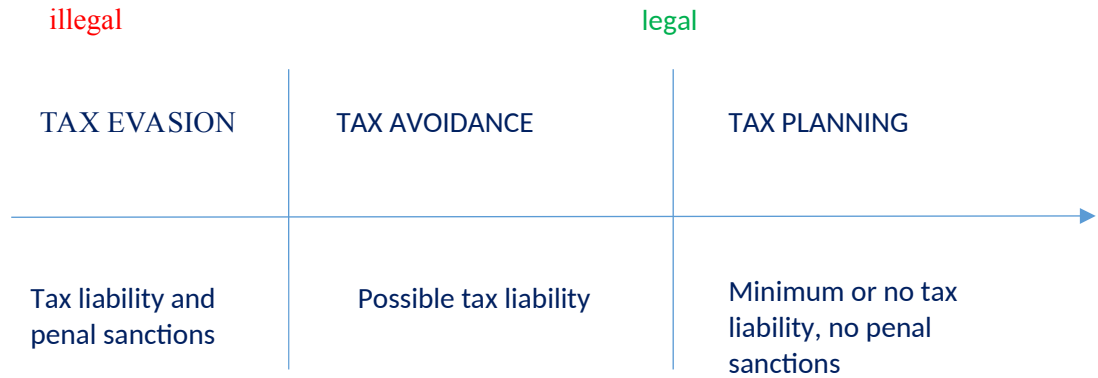 illegal
legal
TAX EVASION
TAX AVOIDANCE
TAX PLANNING
Tax liability and
penal sanctions
Possible tax liability
Minimum or no tax
liability, no penal
sanctions